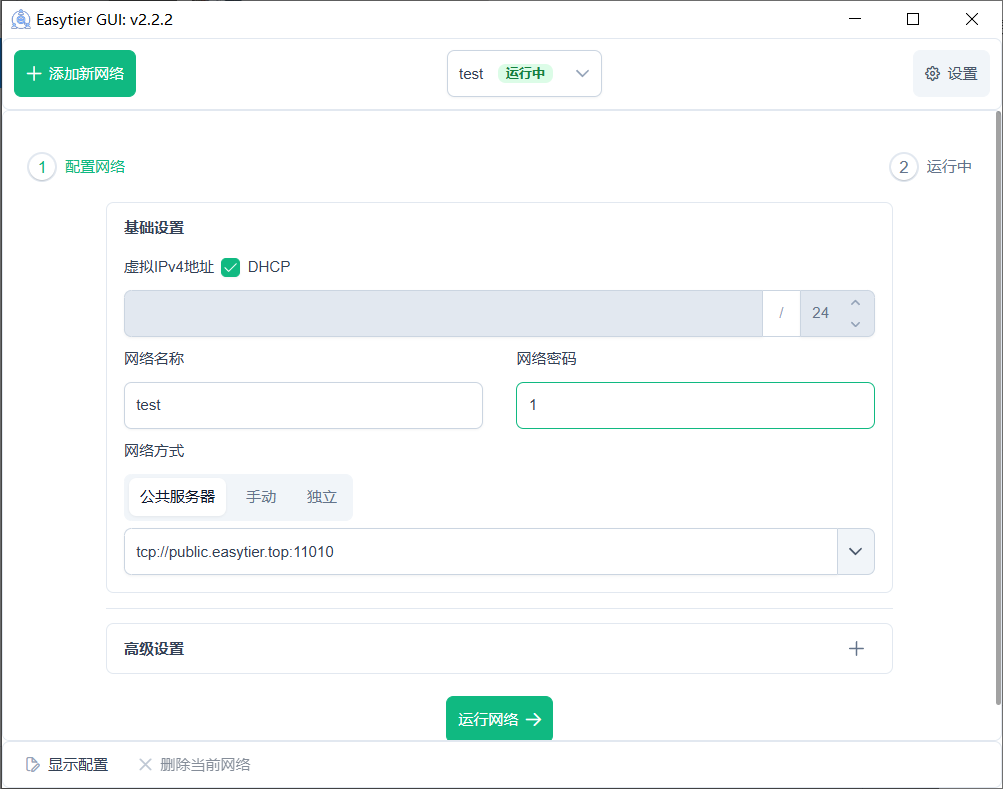 Easytier GUI: v2.2.2
添加新网络
test 运行中
设置
1 配置网络
2 运行中
基础设置
虚拟IPv4地址 DHCP
/ 24
网络名称 网络密码
test 1
网络方式
公共服务器 手动 独立
tcp://public.easytier.top:11010
高级设置
运行网络
显示配置 删除当前网络